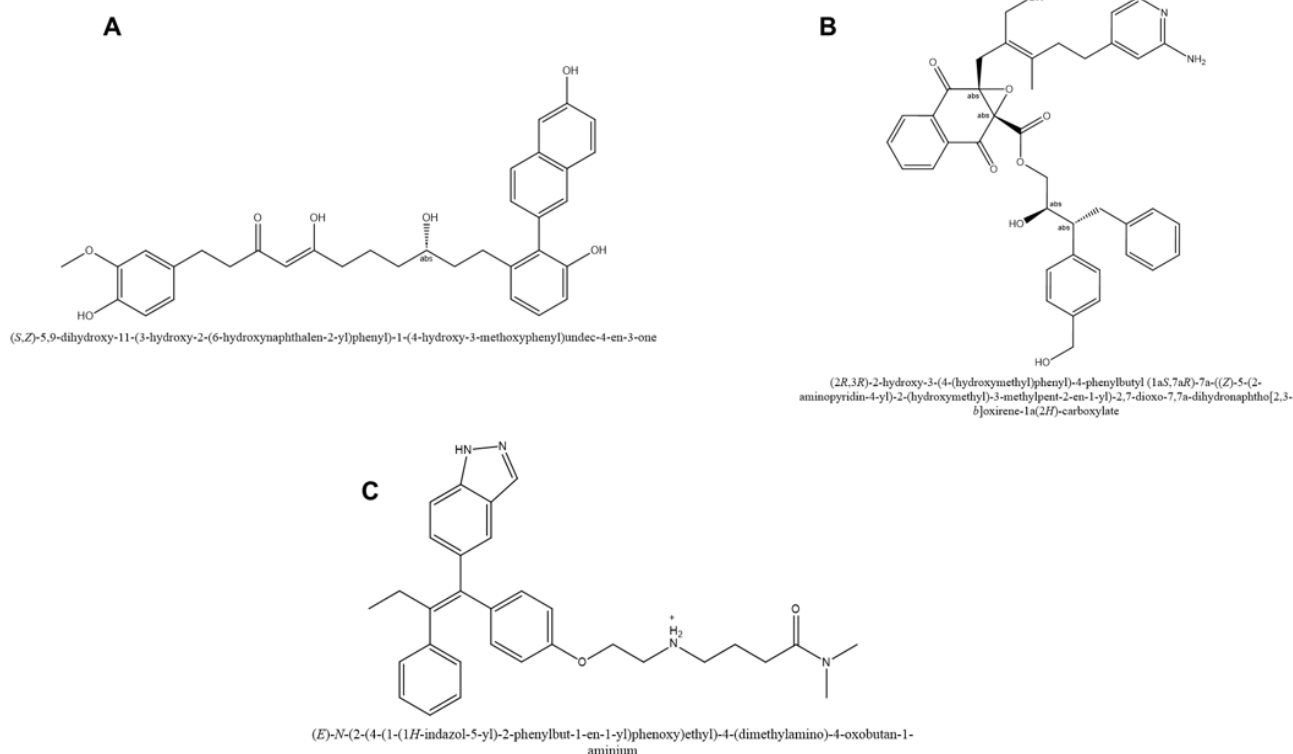 A
B
OH
N
NH₂
O
O
abs
abs
O
O
O
abs
HO
abs
HO
OH
O
OH
OH
O
abs
OH
HO
(S,Z)-5,9-dihydroxy-11-(3-hydroxy-2-(6-hydroxynaphthalen-2-yl)phenyl)-1-(4-hydroxy-3-methoxyphenyl)undec-4-en-3-one
(2R,3R)-2-hydroxy-3-(4-(hydroxymethyl)phenyl)-4-phenylbutyl (1aS,7aR)-7a-((Z)-5-(2-
aminopyridin-4-yl)-2-(hydroxymethyl)-3-methylpent-2-en-1-yl)-2,7-dioxo-7,7a-dihydronaphtho[2,3-
b]oxirene-1a(2H)-carboxylate
C
HN
N
O
+
H₂
N
O
N
(E)-N-(2-(4-(1-(1H-indazol-5-yl)-2-phenylbut-1-en-1-yl)phenoxy)ethyl)-4-(dimethylamino)-4-oxobutan-1-
aminium